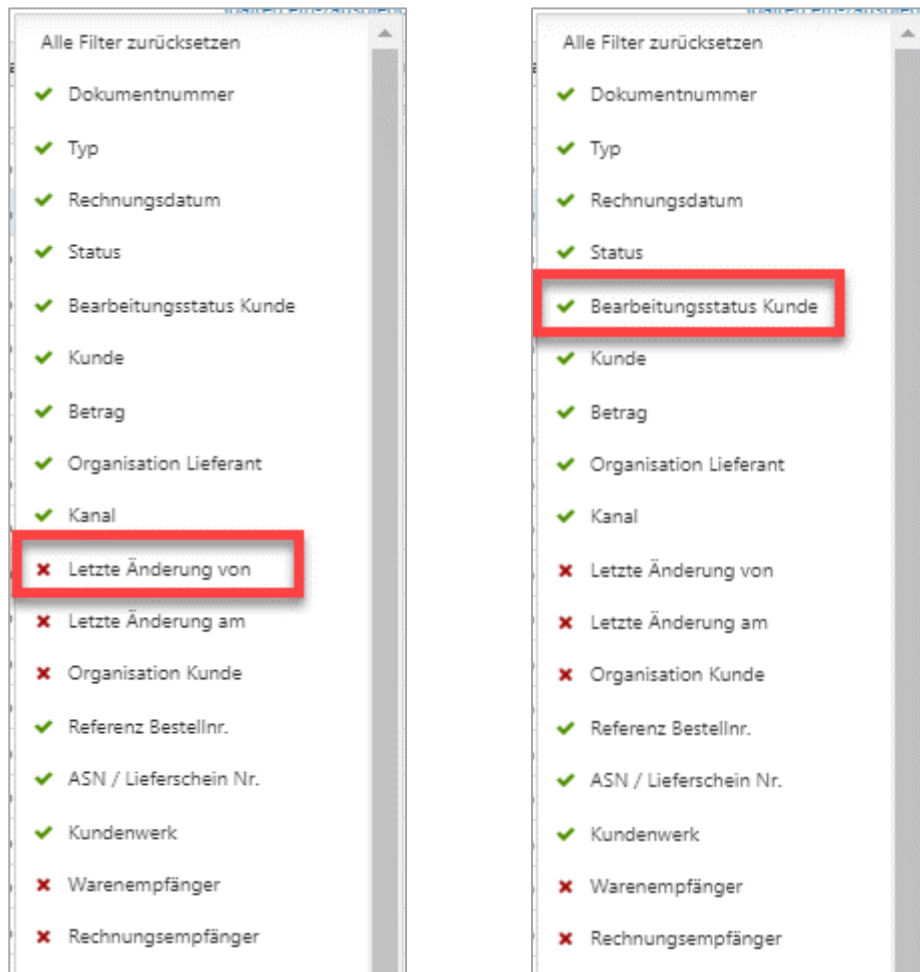 Alle Filter zurücksetzen
Dokumentnummer
Typ
Rechnungsdatum
Status
Bearbeitungsstatus Kunde
Kunde
Betrag
Organisation Lieferant
Kanal
Letzte Änderung von
Letzte Änderung am
Organisation Kunde
Referenz Bestellnr.
ASN / Lieferschein Nr.
Kundenwerk
Warenempfänger
Rechnungsempfänger
Alle Filter zurücksetzen
Dokumentnummer
Typ
Rechnungsdatum
Status
Bearbeitungsstatus Kunde
Kunde
Betrag
Organisation Lieferant
Kanal
Letzte Änderung von
Letzte Änderung am
Organisation Kunde
Referenz Bestellnr.
ASN / Lieferschein Nr.
Kundenwerk
Warenempfänger
Rechnungsempfänger